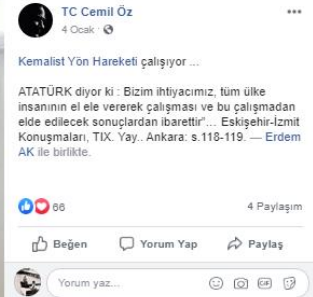 TC Cemil Öz
4 Ocak ·
Kemalist Yön Hareketi çalışıyor ...
ATATÜRK diyor ki : Bizim ihtiyacımız, tüm ülke
insanının el ele vererek çalışması ve bu çalışmadan
elde edilecek sonuçlardan ibarettir"... Eskişehir-İzmit
Konuşmaları, TIX. Yay.. Ankara: s.118-119. — Erdem
AK ile birlikte.
66
4 Paylaşım
Beğen Yorum Yap Paylaş
Yorum yaz...
GIF